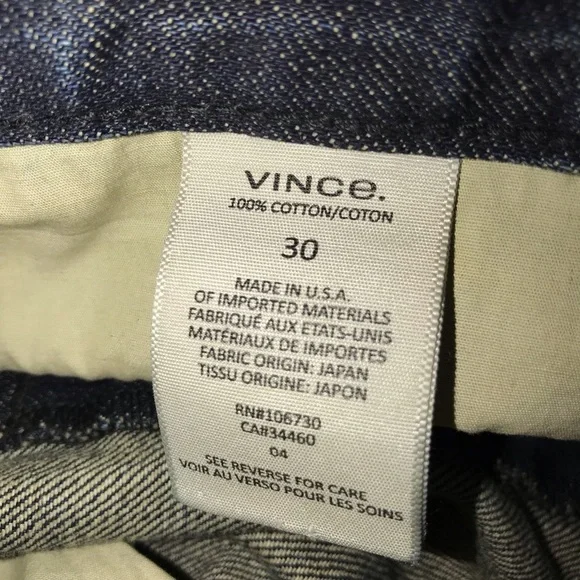 VINCE.
100% COTTON/COTON
30
MADE IN U.S.A.
OF IMPORTED MATERIALS
FABRIQUÉ AUX ETATS-UNIS
MATÉRIAUX DE IMPORTES
FABRIC ORIGIN: JAPAN
TISSU ORIGINE: JAPON
RN#106730
CA#34460
04
SEE REVERSE FOR CARE
VOIR AU VERSO POUR LES SOINS